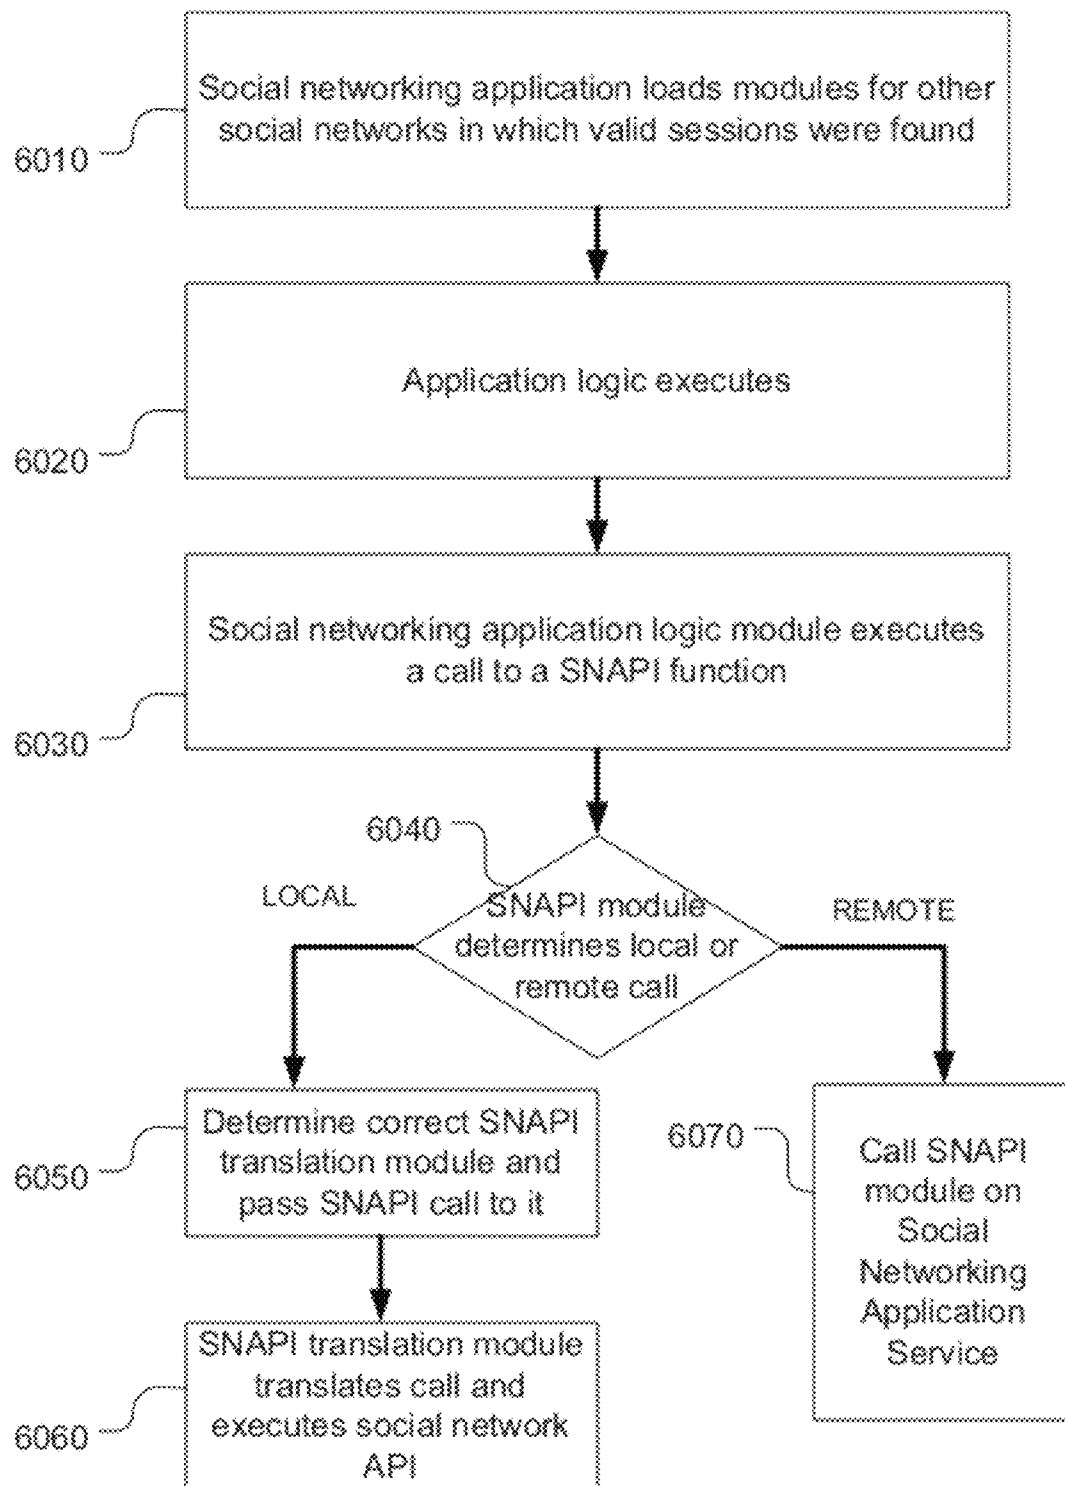 Social networking application loads modules for other
social networks in which valid sessions were found
6010
Application logic executes
6020
Social networking application logic module executes
a call to a SNAPI function
6030
6040
LOCAL
SNAPI module
determines local or
remote call
REMOTE
Determine correct SNAPI
translation module and
pass SNAPI call to it
6050
6070
Call SNAPI
module on
Social
Networking
Application
Service
SNAPI translation module
translates call and
executes social network
API
6060